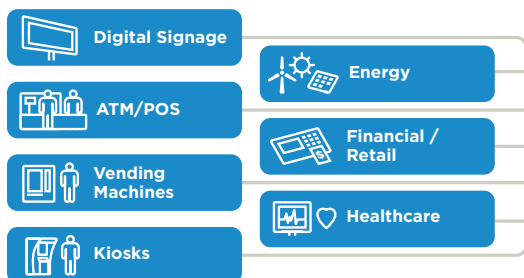 Digital Signage
ATM/POS
Vending
Machines
Kiosks
Energy
Financial /
Retail
$
Healthcare